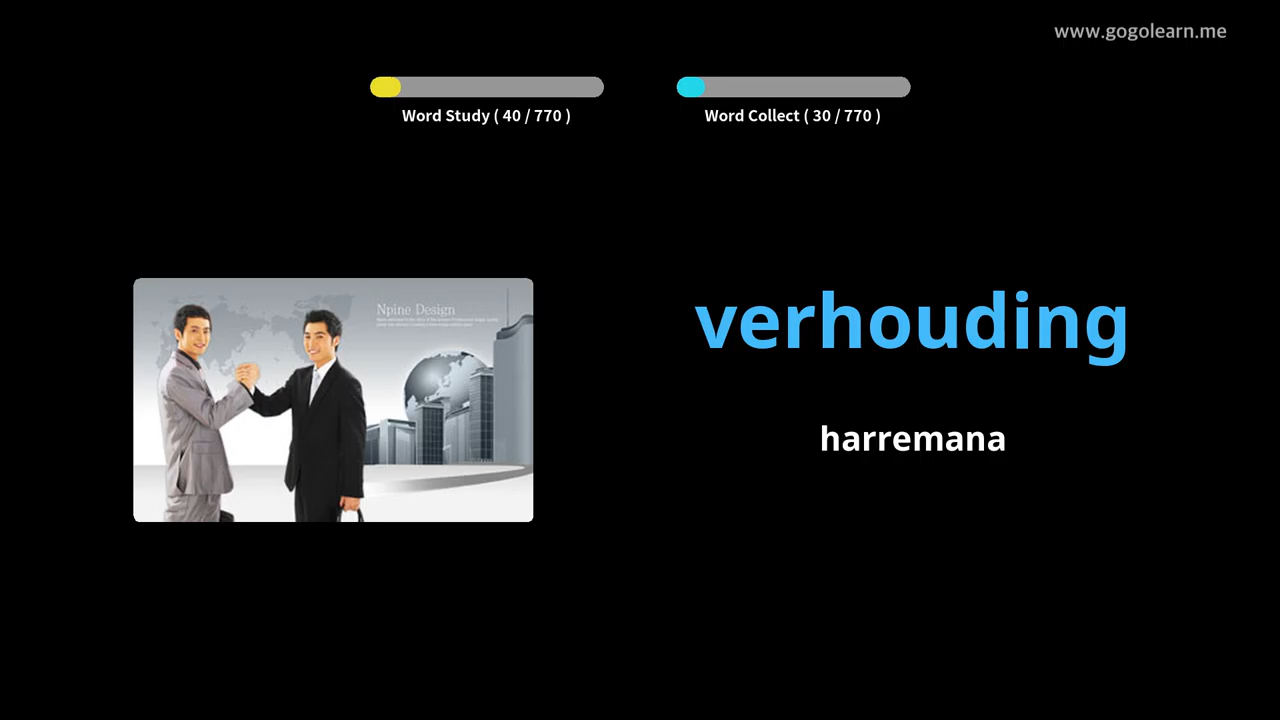 www.gogolearn.me
Word Study ( 40 / 770 )
Word Collect ( 30 / 770 )
Npine Design
verhouding
harremana